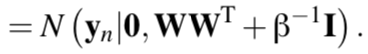 = N(yₙ|0, WWᵀ + β⁻¹I).